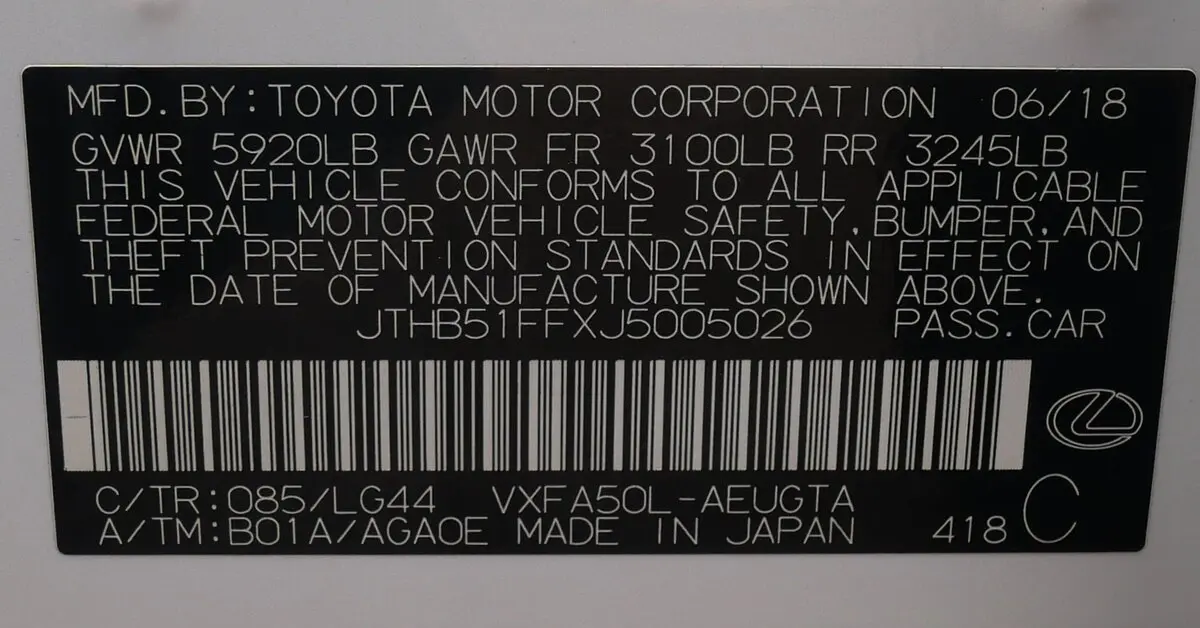 MFD. BY: TOYOTA MOTOR CORPORATION 06/18
GVWR 5920LB GAWR FR 3100LB RR 3245LB
THIS VEHICLE CONFORMS TO ALL APPLICABLE
FEDERAL MOTOR VEHICLE SAFETY, BUMPER, AND
THEFT PREVENTION STANDARDS IN EFFECT ON
THE DATE OF MANUFACTURE SHOWN ABOVE.
JTHB51FFXJ5005026 PASS. CAR
C/TR: 085/LG44 VXFA50L-AEUGTA
A/TM: B01A/AGA0E MADE IN JAPAN 418 C